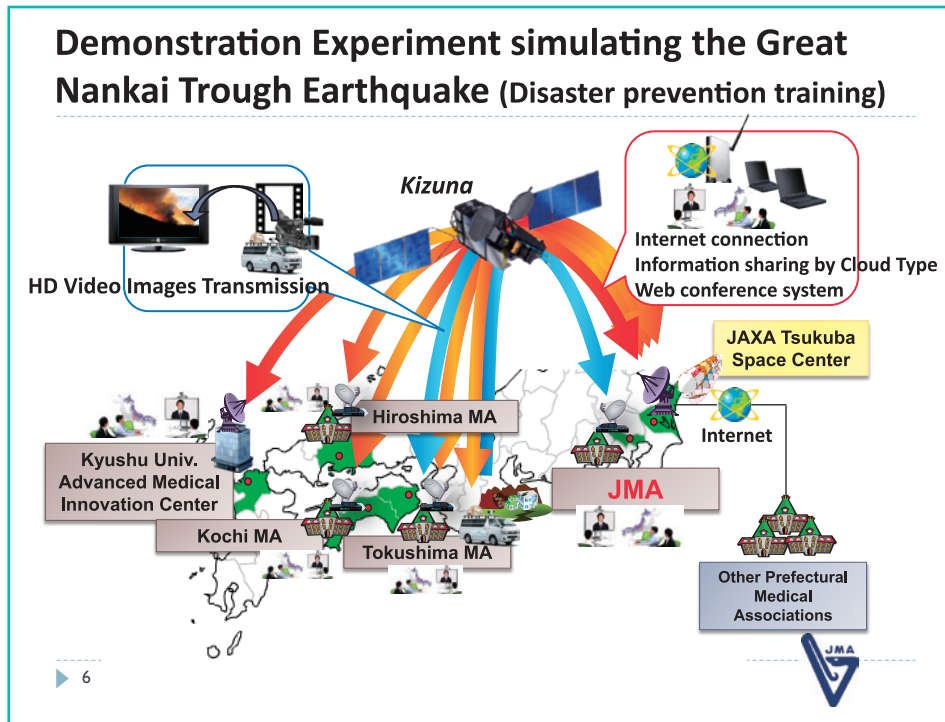 Demonstration Experiment simulating the Great
Nankai Trough Earthquake (Disaster prevention training)
Kizuna
HD Video Images Transmission
Internet connection
Information sharing by Cloud Type
Web conference system
JAXA Tsukuba
Space Center
Hiroshima MA
Internet
Kyushu Univ.
Advanced Medical
Innovation Center
JMA
Kochi MA
Tokushima MA
Other Prefectural
Medical
Associations
JMA
6